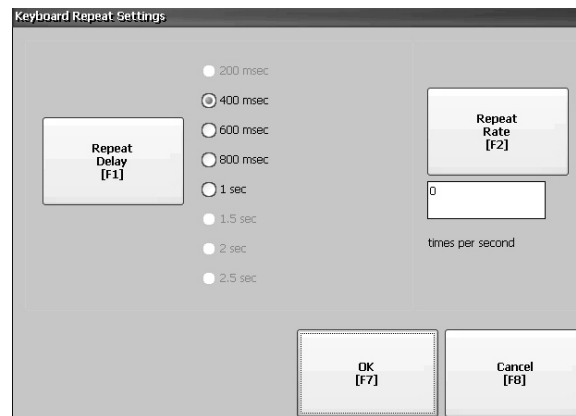 Keyboard Repeat Settings
200 msec
400 msec
600 msec
800 msec
1 sec
1.5 sec
2 sec
2.5 sec
Repeat
Delay
[F1]
Repeat
Rate
[F2]
0
times per second
OK
[F7]
Cancel
[F8]